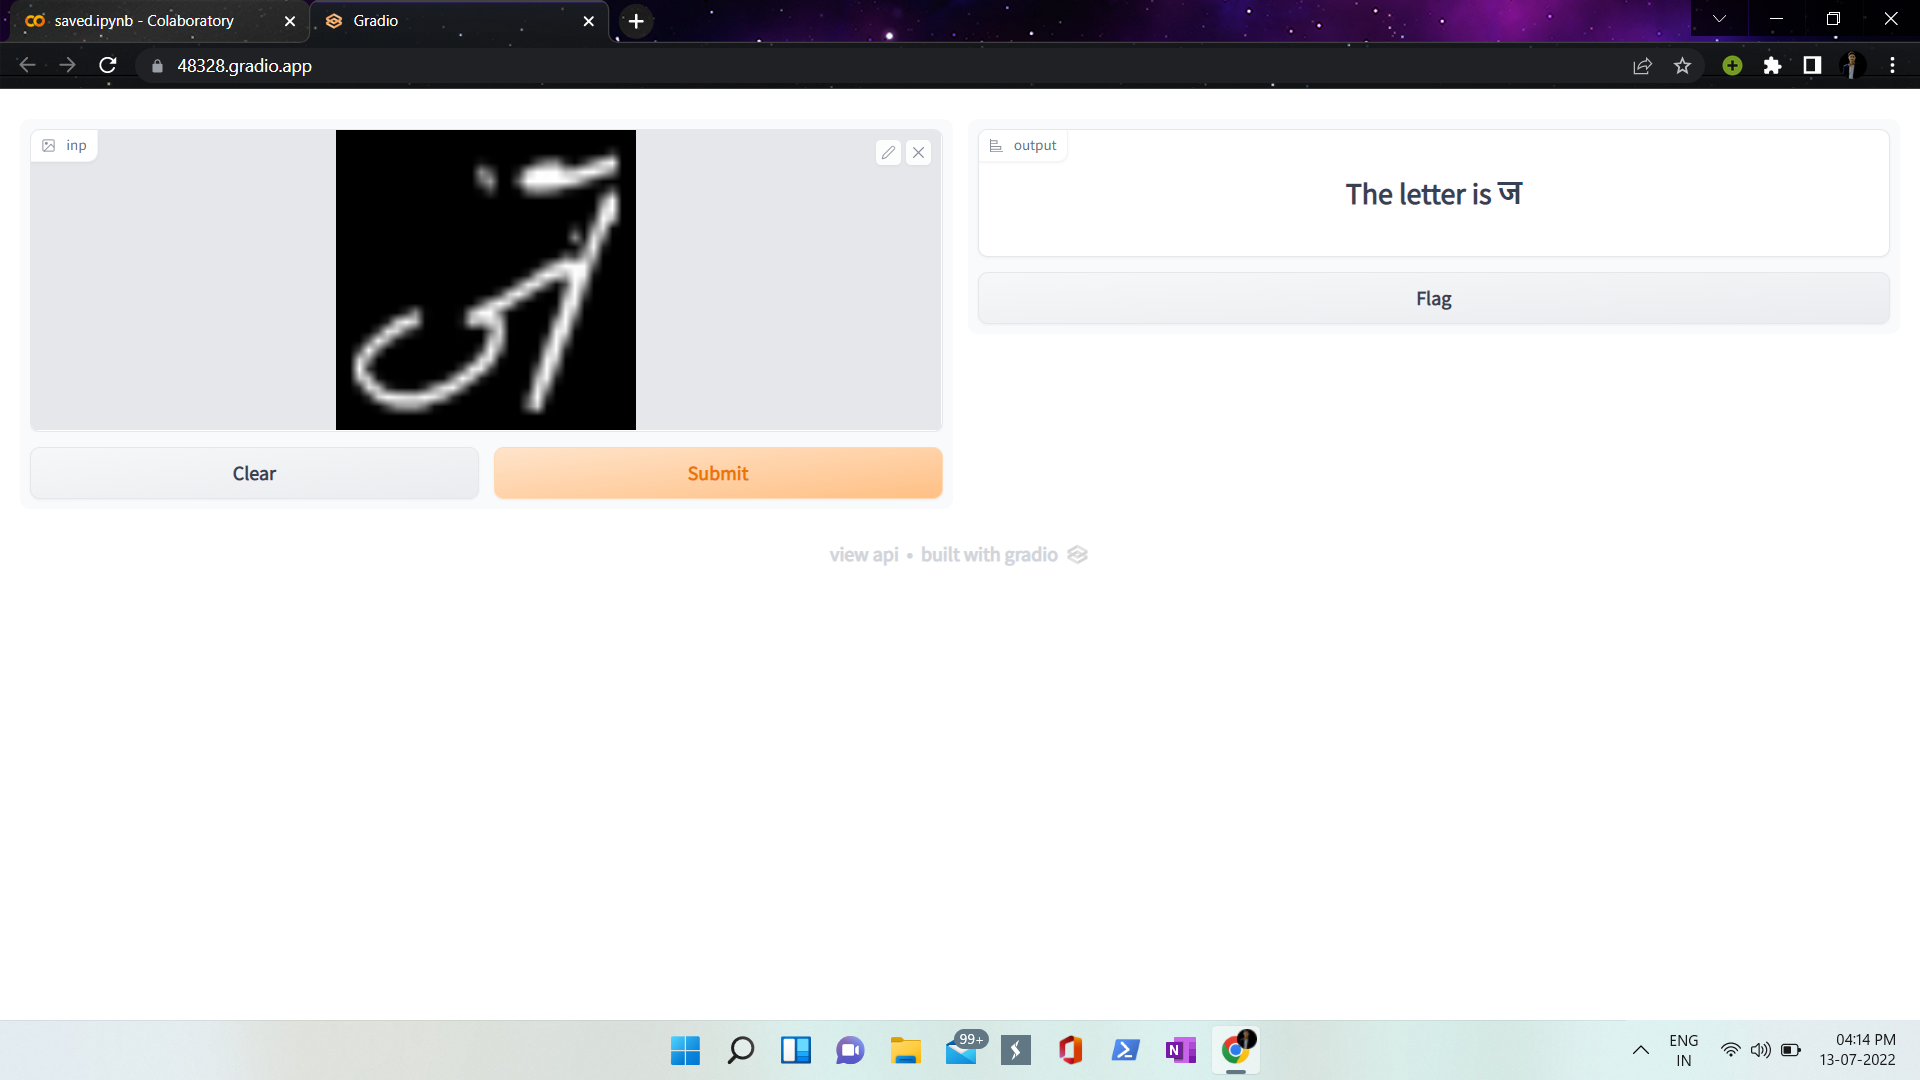 saved.ipynb - Colaboratory
Gradio
48328.gradio.app
inp
ज
Clear
Submit
output
The letter is ज
Flag
view api • built with gradio
99+
N
ENG
IN
04:14 PM
13-07-2022